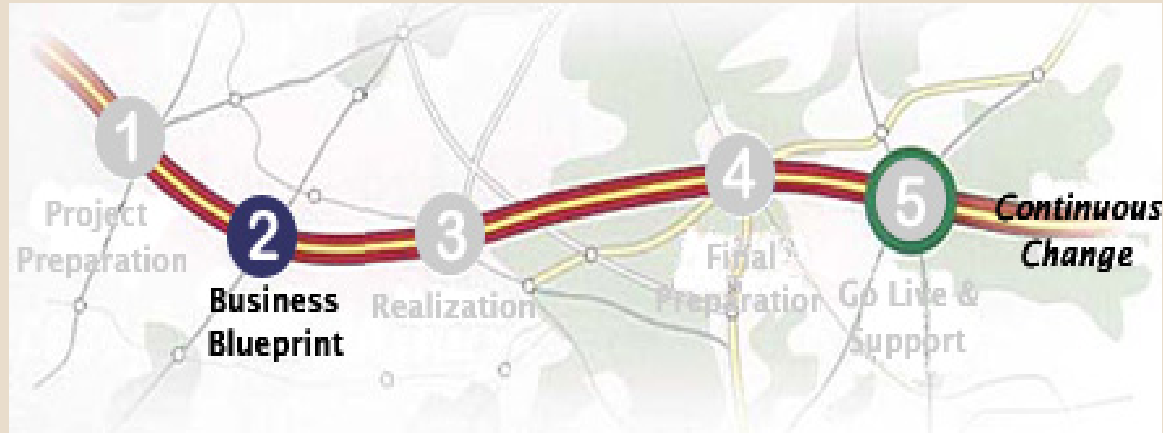 1
Project
Preparation
2
Business
Blueprint
3
Realization
4
Final
Preparation
5
Go Live &
Support
Continuous
Change